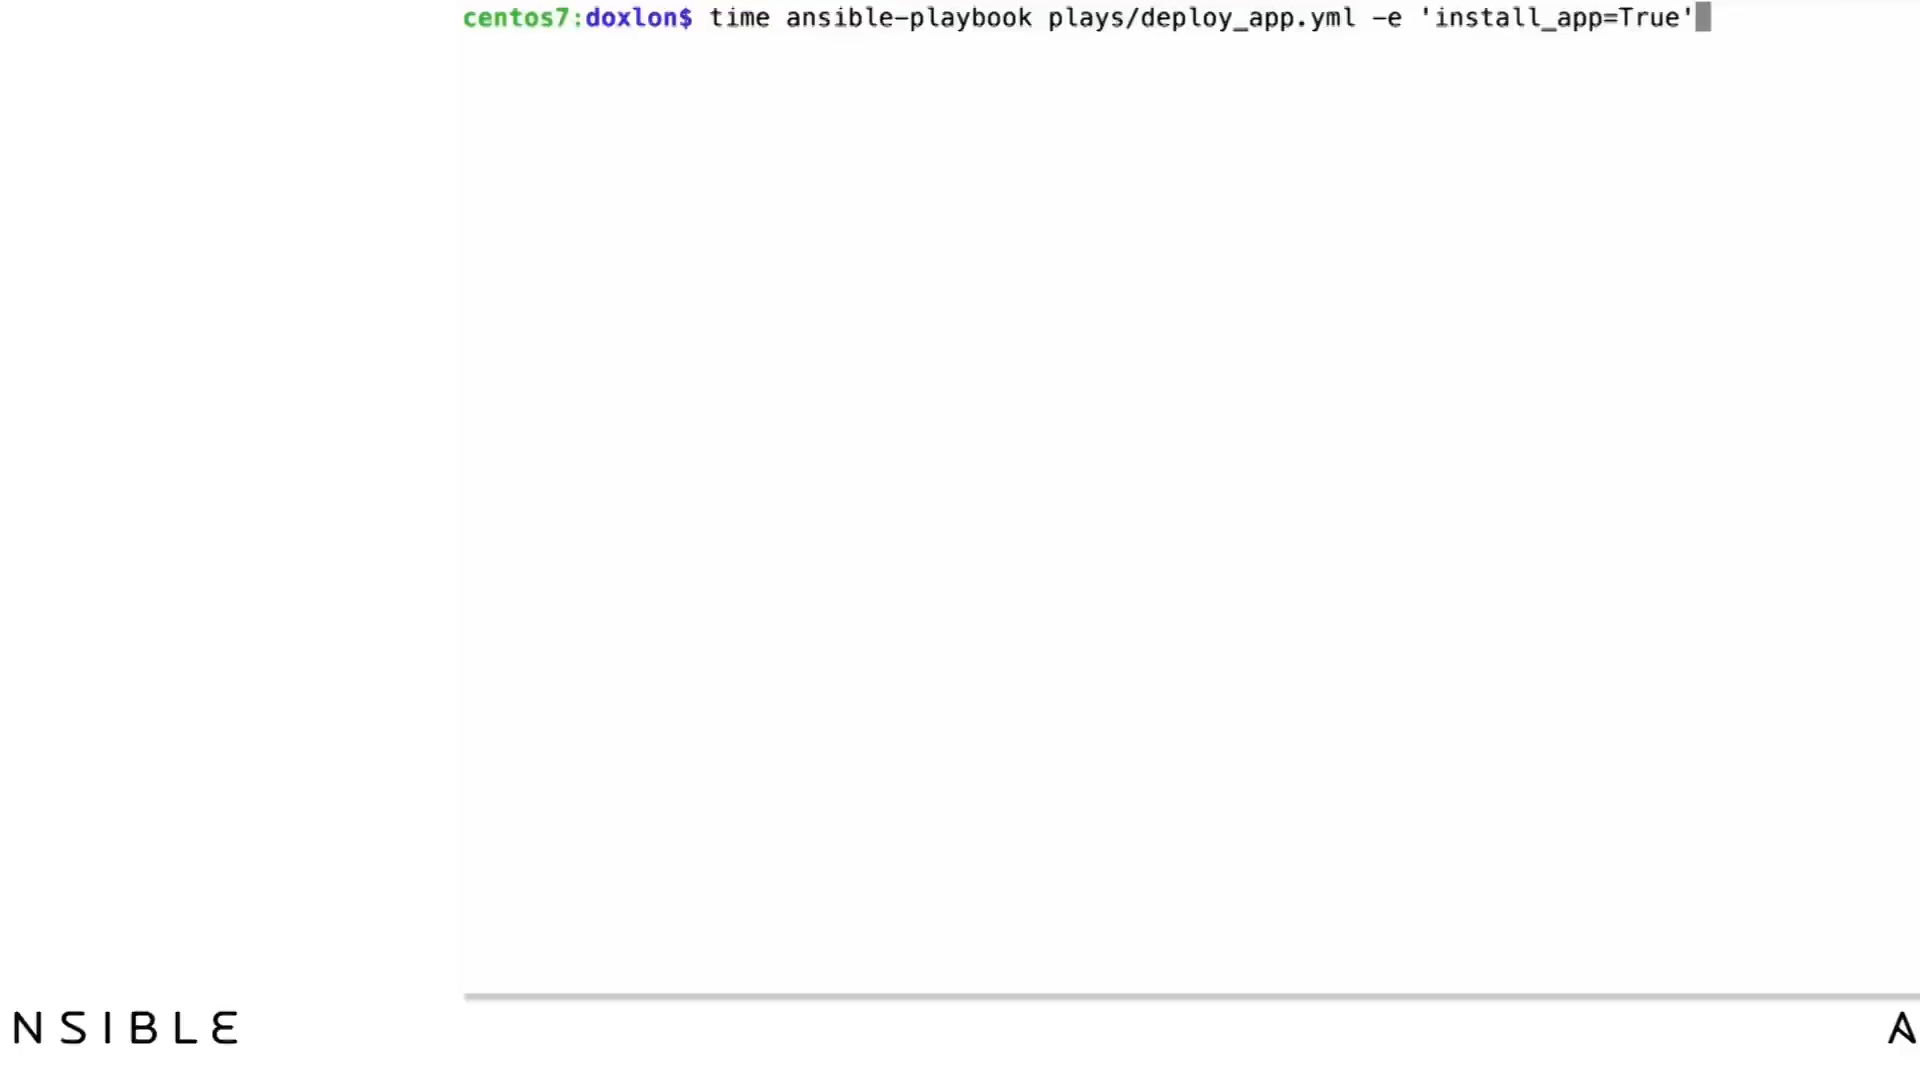 centos7:doxlon$ time ansible-playbook plays/deploy_app.yml -e 'install_app=True'
NSIBLE
A